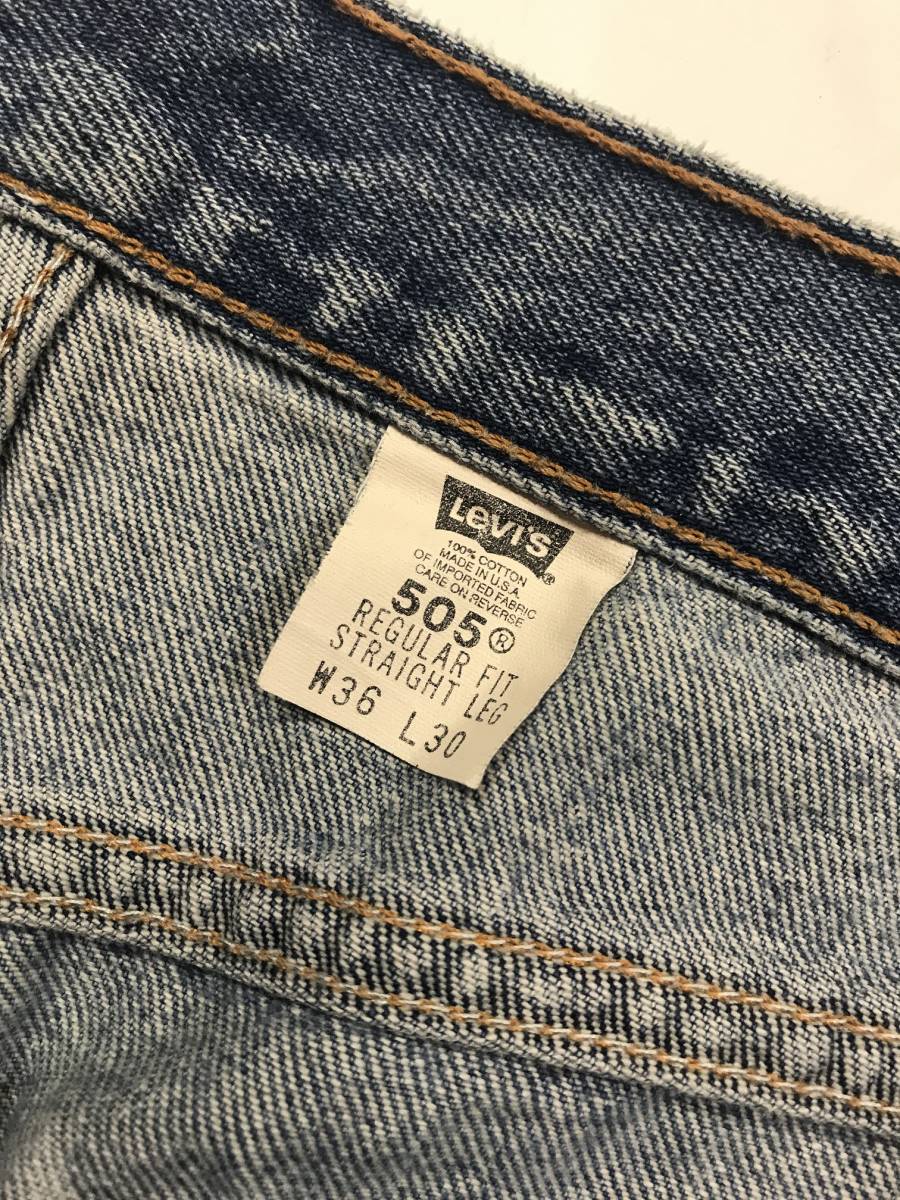 Levi's ®
100% COTTON
MADE IN U.S.A.
OF IMPORTED FABRIC
CARE ON REVERSE
505®
REGULAR FIT
STRAIGHT LEG
W36 L30